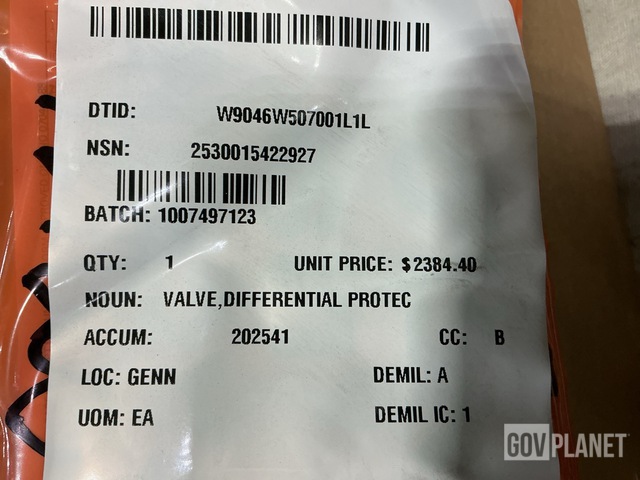 DTID: W9046W507001L1L
NSN: 2530015422927
BATCH: 1007497123
QTY: 1 UNIT PRICE: $2384.40
NOUN: VALVE,DIFFERENTIAL PROTEC
ACCUM: 202541 CC: B
LOC: GENN DEMIL: A
UOM: EA DEMIL IC: 1
GOVPLANET